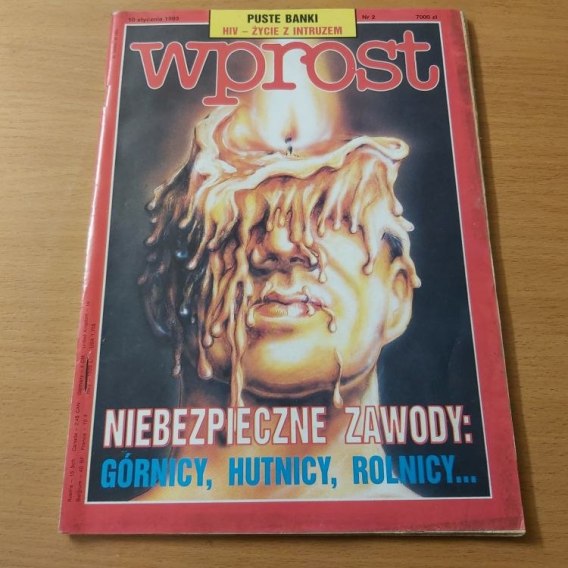 PUSTE BANKI
HIV – ŻYCIE Z INTRUZEM
10 stycznia 1993
Nr 2
7000 zł
wprost
NIEBEZPIECZNE ZAWODY:
GÓRNICY, HUTNICY, ROLNICY...